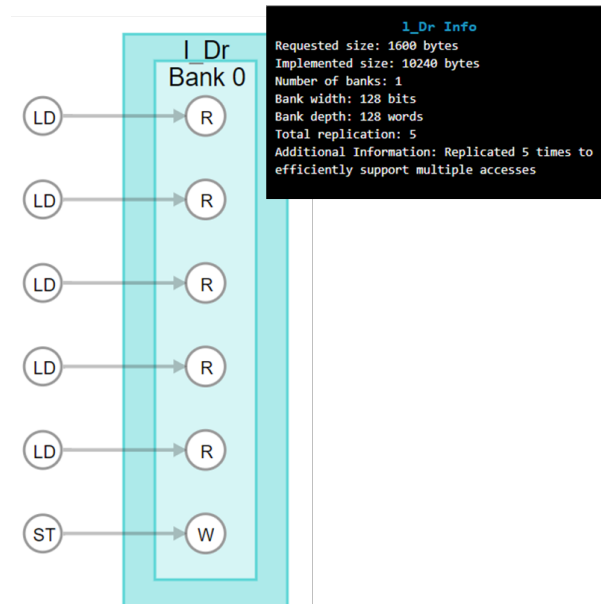 l_Dr
Bank 0
LD
R
LD
R
LD
R
LD
R
LD
R
ST
W
l_Dr Info
Requested size: 1600 bytes
Implemented size: 10240 bytes
Number of banks: 1
Bank width: 128 bits
Bank depth: 128 words
Total replication: 5
Additional Information: Replicated 5 times to
efficiently support multiple accesses